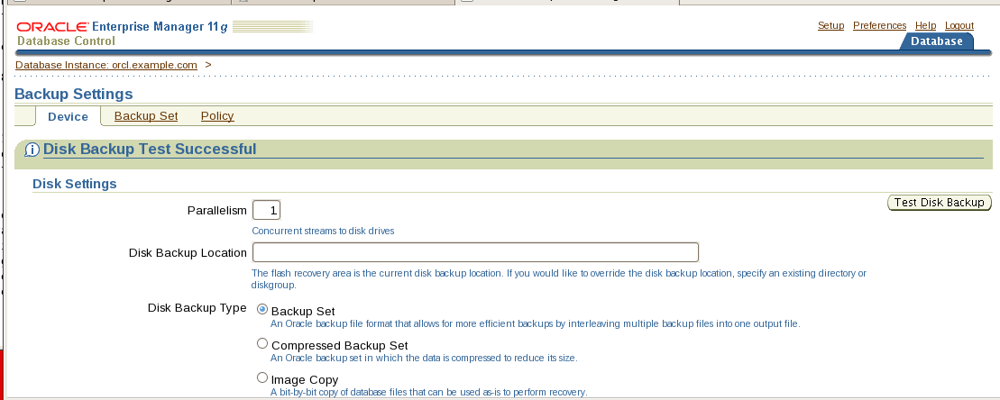 ORACLE Enterprise Manager 11g
Database Control
Setup Preferences Help Logout
Database
Database Instance: orcl.example.com >
Backup Settings
Device Backup Set Policy
Disk Backup Test Successful
Disk Settings
Test Disk Backup
Parallelism 1
Concurrent streams to disk drives
Disk Backup Location
The flash recovery area is the current disk backup location. If you would like to override the disk backup location, specify an existing directory or
diskgroup.
Disk Backup Type
Backup Set
An Oracle backup file format that allows for more efficient backups by interleaving multiple backup files into one output file.
Compressed Backup Set
An Oracle backup set in which the data is compressed to reduce its size.
Image Copy
A bit-by-bit copy of database files that can be used as-is to perform recovery.